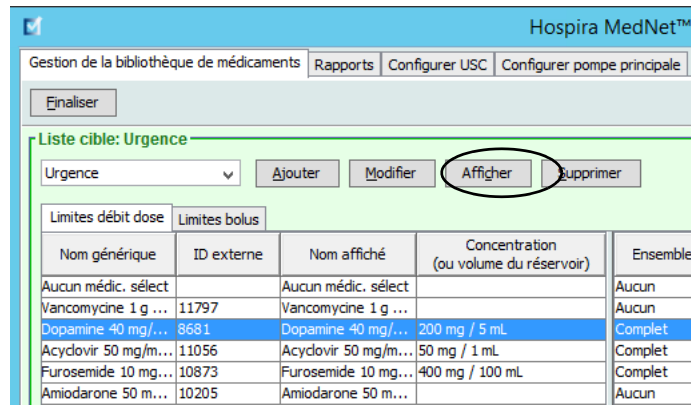 Hospira MedNet™
Gestion de la bibliothèque de médicaments Rapports Configurer USC Configurer pompe principale
Finaliser
Liste cible: Urgence
Urgence Ajouter Modifier Afficher Supprimer
Limites débit dose Limites bolus
Nom générique ID externe Nom affiché Concentration (ou volume du réservoir) Ensemble
Aucun médic. sélect Aucun médic. sélect Aucun
Vancomycine 1 g ... 11797 Vancomycine 1 g ... Aucun
Dopamine 40 mg/... 8681 Dopamine 40 mg/... 200 mg / 5 mL Complet
Acyclovir 50 mg/m... 11056 Acyclovir 50 mg/m... 50 mg / 1 mL Complet
Furosemide 10 mg... 10873 Furosemide 10 mg... 400 mg / 100 mL Complet
Amiodarone 50 m... 10205 Amiodarone 50 m... Aucun